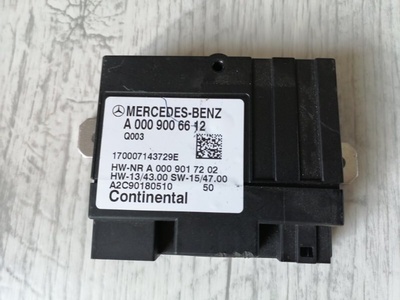 MERCEDES-BENZ
A 000 900 66 12
Q003
170007143729E
HW-NR A 000 901 72 02
HW-13/43.00 SW-15/47.00
A2C90180510 50
Continental